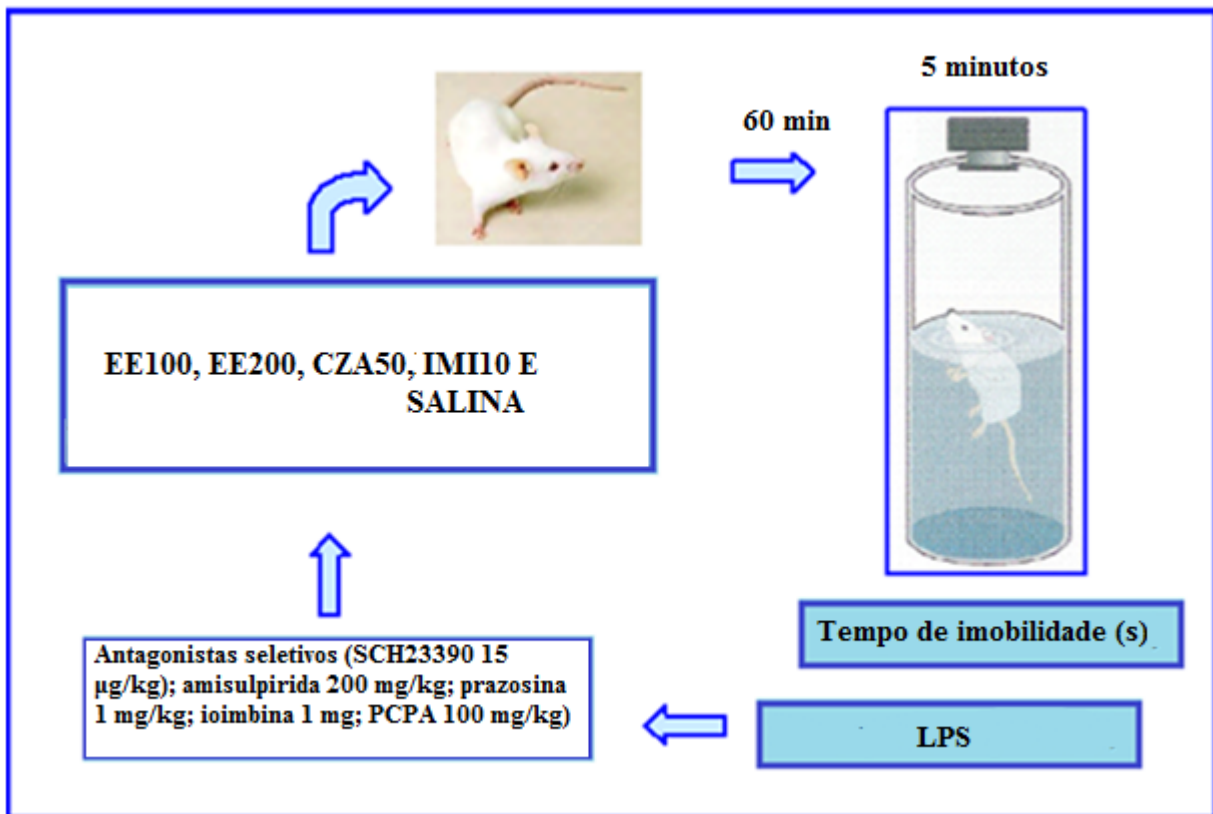 5 minutos
60 min
EE100, EE200, CZA50, IMI10 E
SALINA
Tempo de imobilidade (s)
Antagonistas seletivos (SCH23390 15
µg/kg); amisulpirida 200 mg/kg; prazosina
1 mg/kg; ioimbina 1 mg; PCPA 100 mg/kg)
LPS